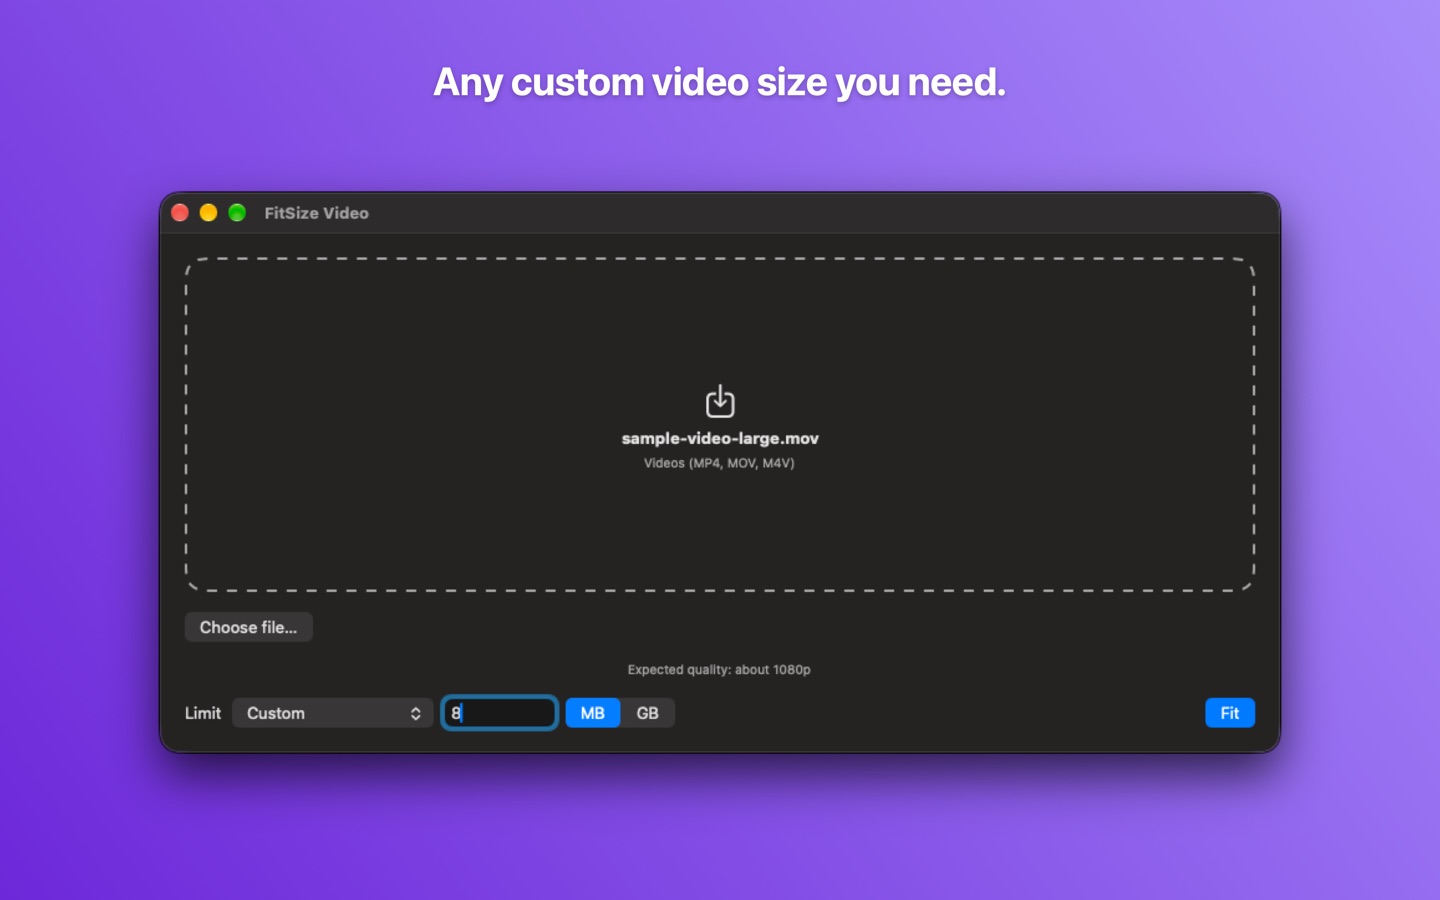 Any custom video size you need.
FitSize Video
sample-video-large.mov
Videos (MP4, MOV, M4V)
Choose file...
Expected quality: about 1080p
Limit Custom 8 MB GB Fit